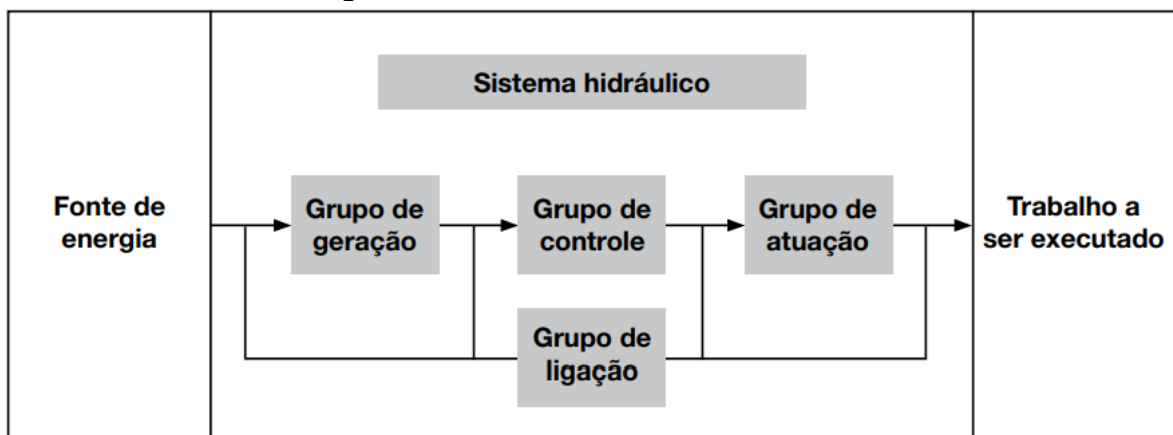 Sistema hidráulico
Fonte de
energia
Grupo de
geração
Grupo de
controle
Grupo de
atuação
Trabalho a
ser executado
Grupo de
ligação